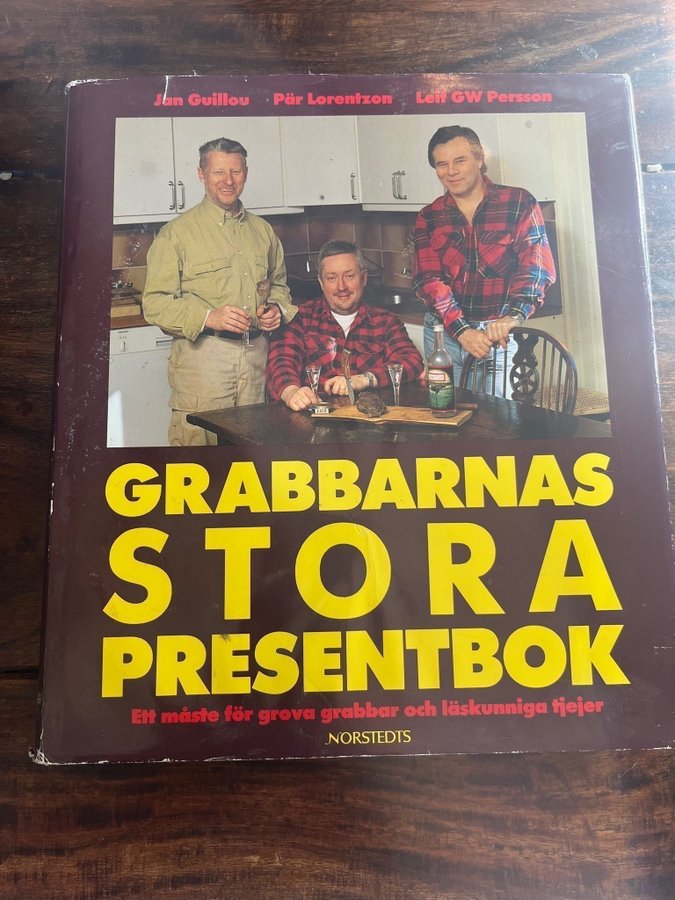 Jan Guillou Pär Lorentzon Leif GW Persson
GRABBARNAS
STORA
PRESENTBOK
Ett måste för grova grabbar och läskunniga tjejer
NORSTEDTS